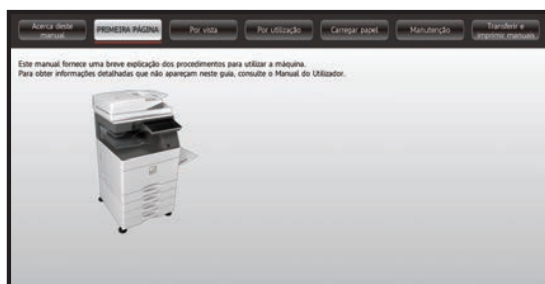 Acerca deste
manual
PRIMEIRA PÁGINA
Por vista
Por utilização
Carregar papel
Manutenção
Transferir e
imprimir manuais
Este manual fornece uma breve explicação dos procedimentos para utilizar a máquina.
Para obter informações detalhadas que não apareçam neste guia, consulte o Manual do Utilizador.